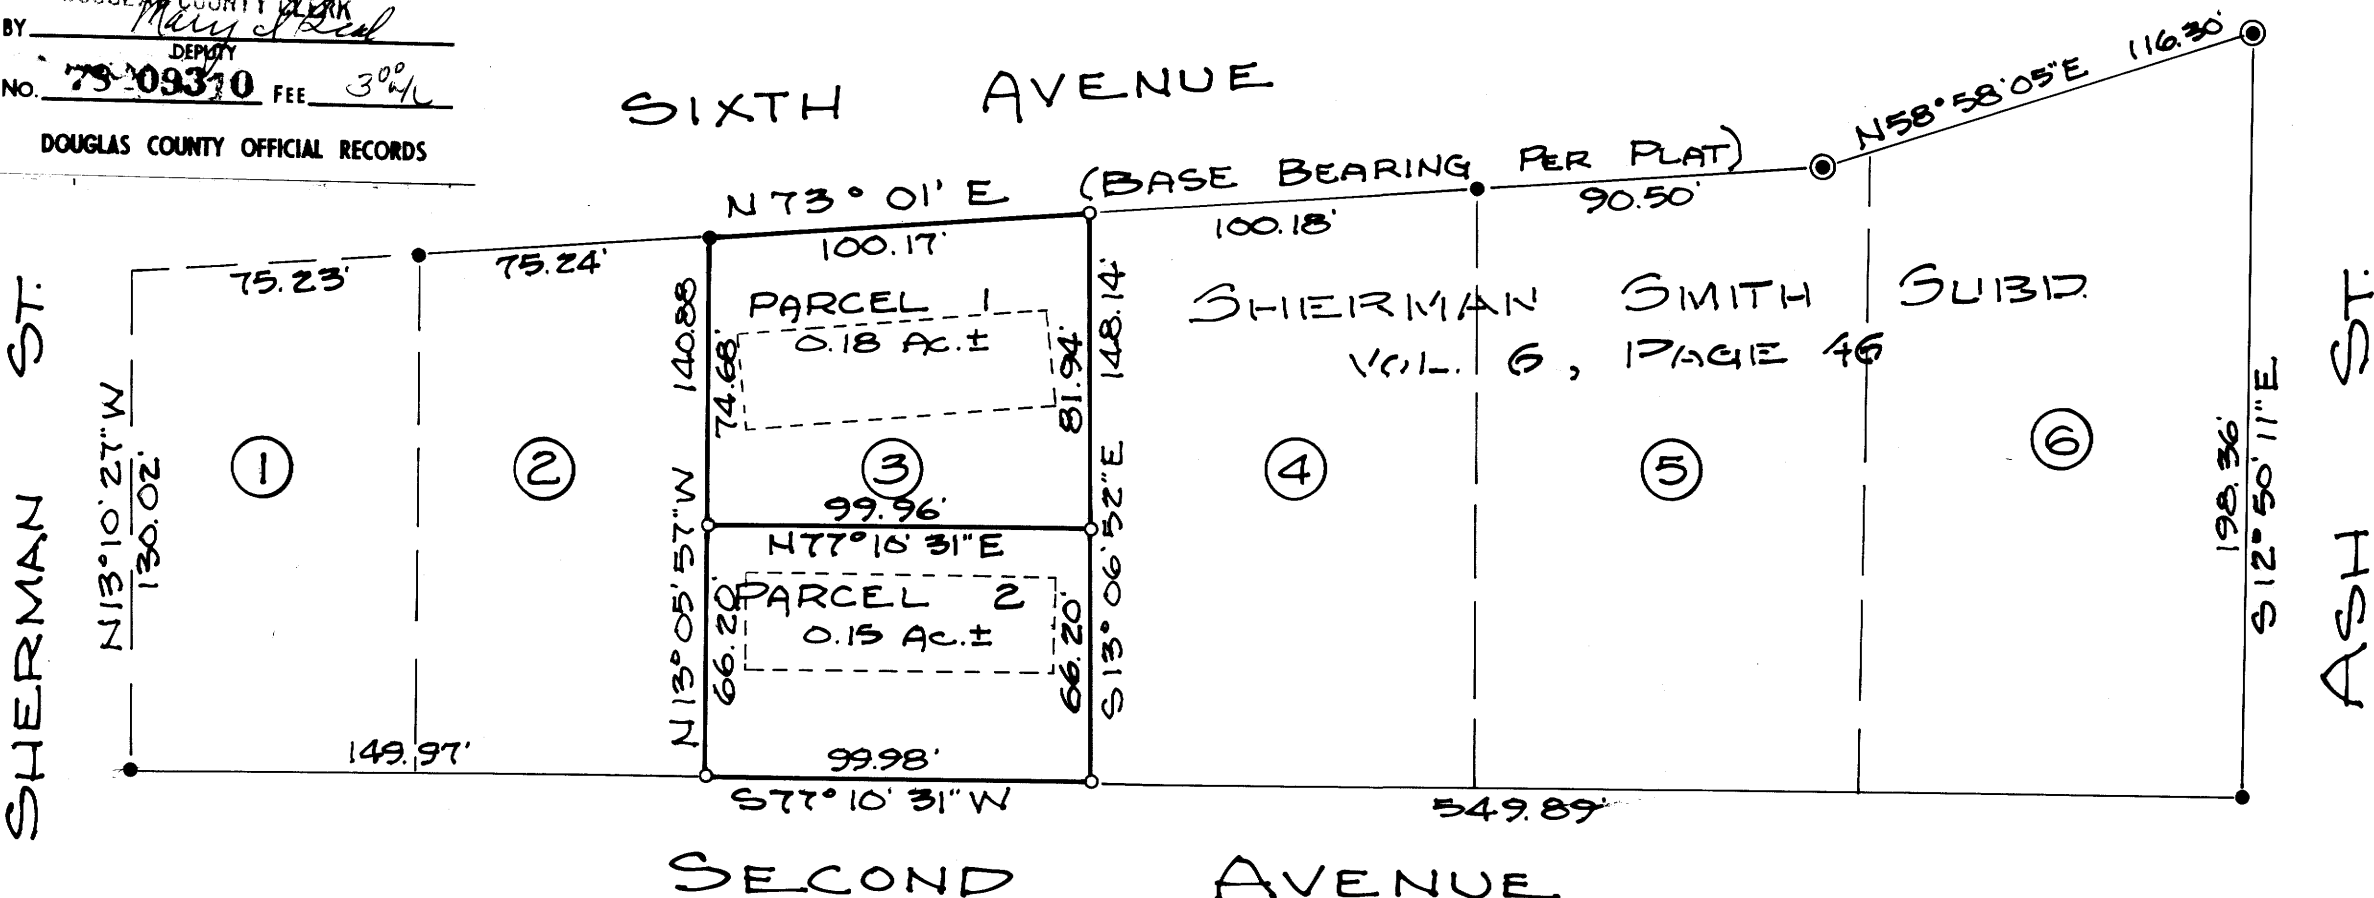 DOUGLAS COUNTY CLERK
BY Mary
DEPUTY
NO. 79-09310 FEE 3 00
DOUGLAS COUNTY OFFICIAL RECORDS
SIXTH AVENUE
N 73° 01' E (BASE BEARING PER PLAT)
N58°58'05"E 116.30'
75.23'
75.24'
100.17'
100.18'
90.50'
SHERMAN ST.
N13°10'27"W
130.02'
140.88
N13°05'57"W
PARCEL 1
0.18 Ac.±
74.68'
81.94'
148.14'
S13°06'52"E
SHERMAN SMITH SUBD.
VOL. 6, PAGE 46
1
2
3
4
5
6
99.96'
N77°10'31"E
PARCEL 2
0.15 Ac.±
66.20'
66.20'
198.36'
S12°50'11"E
ASH ST.
149.97'
99.98'
S77°10'31"W
549.89'
SECOND AVENUE